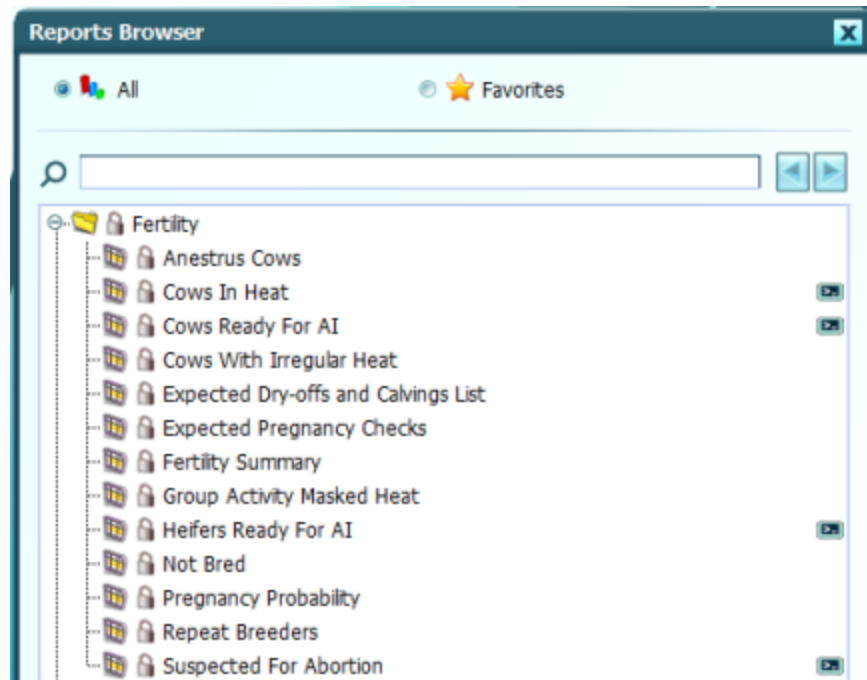 Reports Browser
All
Favorites
Fertility
Anestrus Cows
Cows In Heat
Cows Ready For AI
Cows With Irregular Heat
Expected Dry-offs and Calvings List
Expected Pregnancy Checks
Fertility Summary
Group Activity Masked Heat
Heifers Ready For AI
Not Bred
Pregnancy Probability
Repeat Breeders
Suspected For Abortion